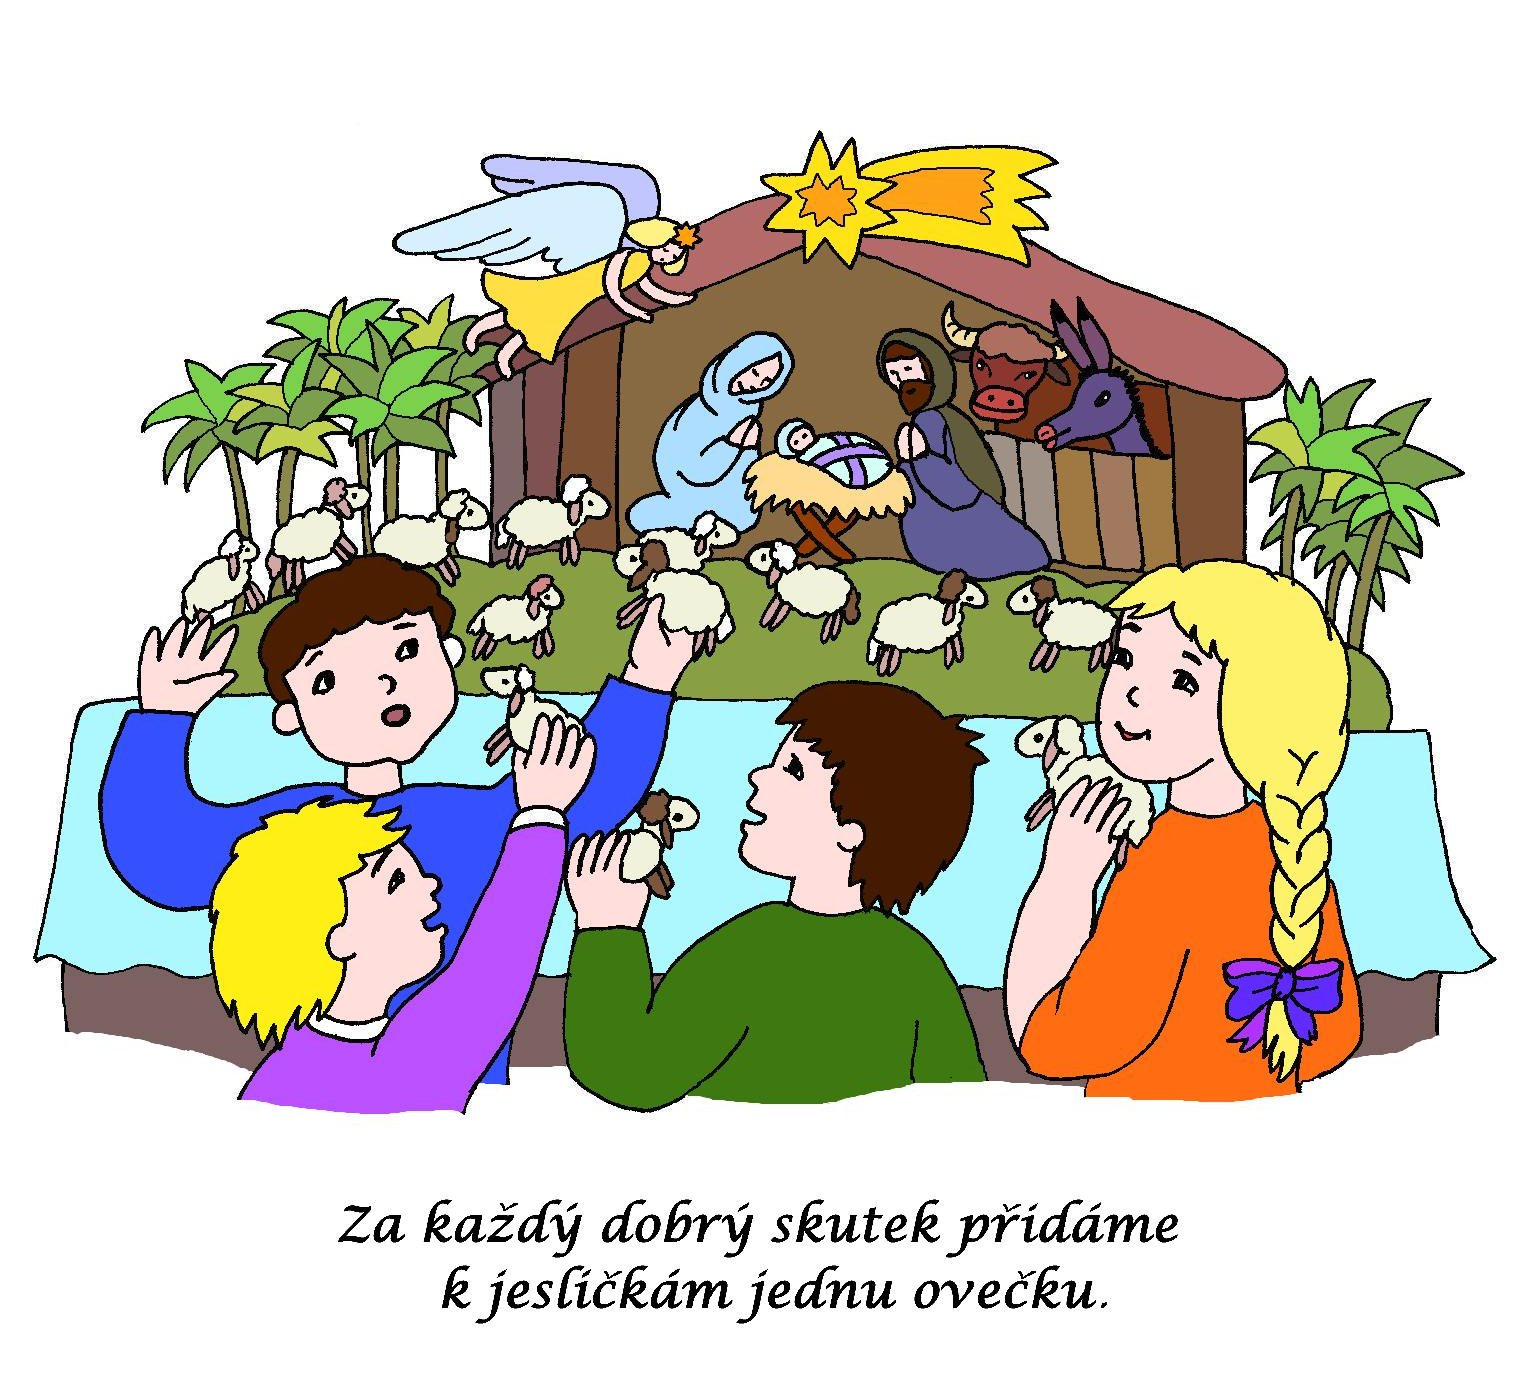 Za každý dobrý skutek přidáme
k jesličkám jednu ovečku.